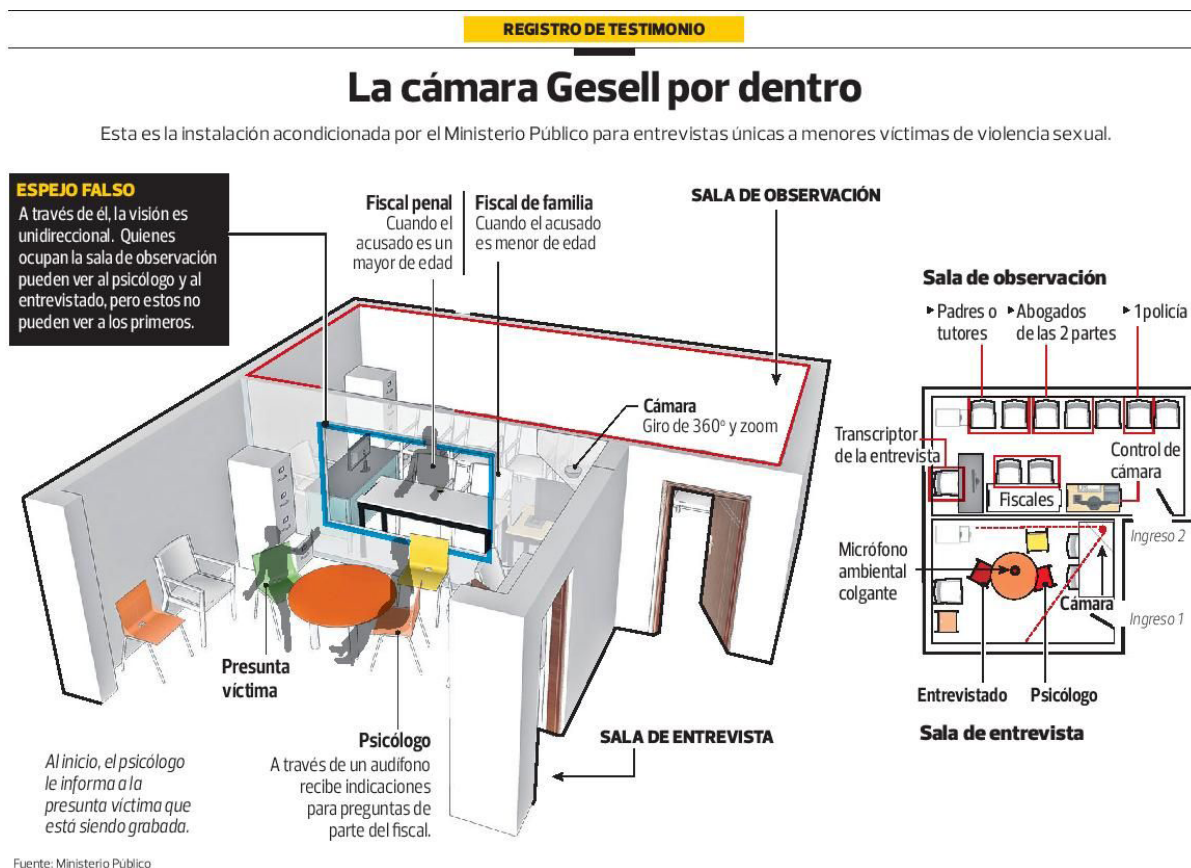 REGISTRO DE TESTIMONIO
La cámara Gesell por dentro
Esta es la instalación acondicionada por el Ministerio Público para entrevistas únicas a menores víctimas de violencia sexual.
ESPEJO FALSO
A través de él, la visión es
unidireccional. Quienes
ocupan la sala de observación
pueden ver al psicólogo y al
entrevistado, pero estos no
pueden ver a los primeros.
Fiscal penal
Cuando el
acusado es un
mayor de edad
Fiscal de familia
Cuando el acusado
es menor de edad
SALA DE OBSERVACIÓN
Cámara
Giro de 360º y zoom
Presunta
víctima
Psicólogo
A través de un audífono
recibe indicaciones
para preguntas de
parte del fiscal.
SALA DE ENTREVISTA
Al inicio, el psicólogo
le informa a la
presunta víctima que
está siendo grabada.
Sala de observación
Padres o
tutores
Abogados
de las 2 partes
1 policía
Transcriptor
de la entrevista
Control de
cámara
Fiscales
Ingreso 2
Micrófono
ambiental
colgante
Cámara
Ingreso 1
Entrevistado
Psicólogo
Sala de entrevista
Fuente: Ministerio Público